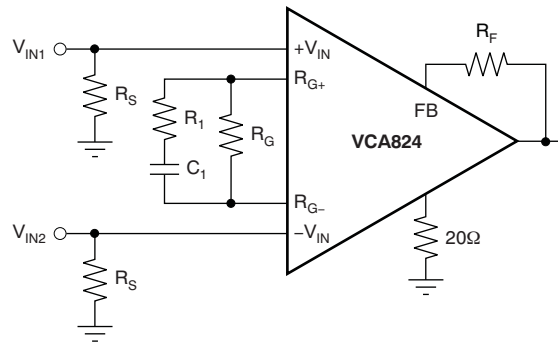 V_IN1
+V_IN
R_F
R_S
R_G+
R_1
R_G
FB
VCA824
C_1
R_G−
V_IN2
−V_IN
R_S
20Ω